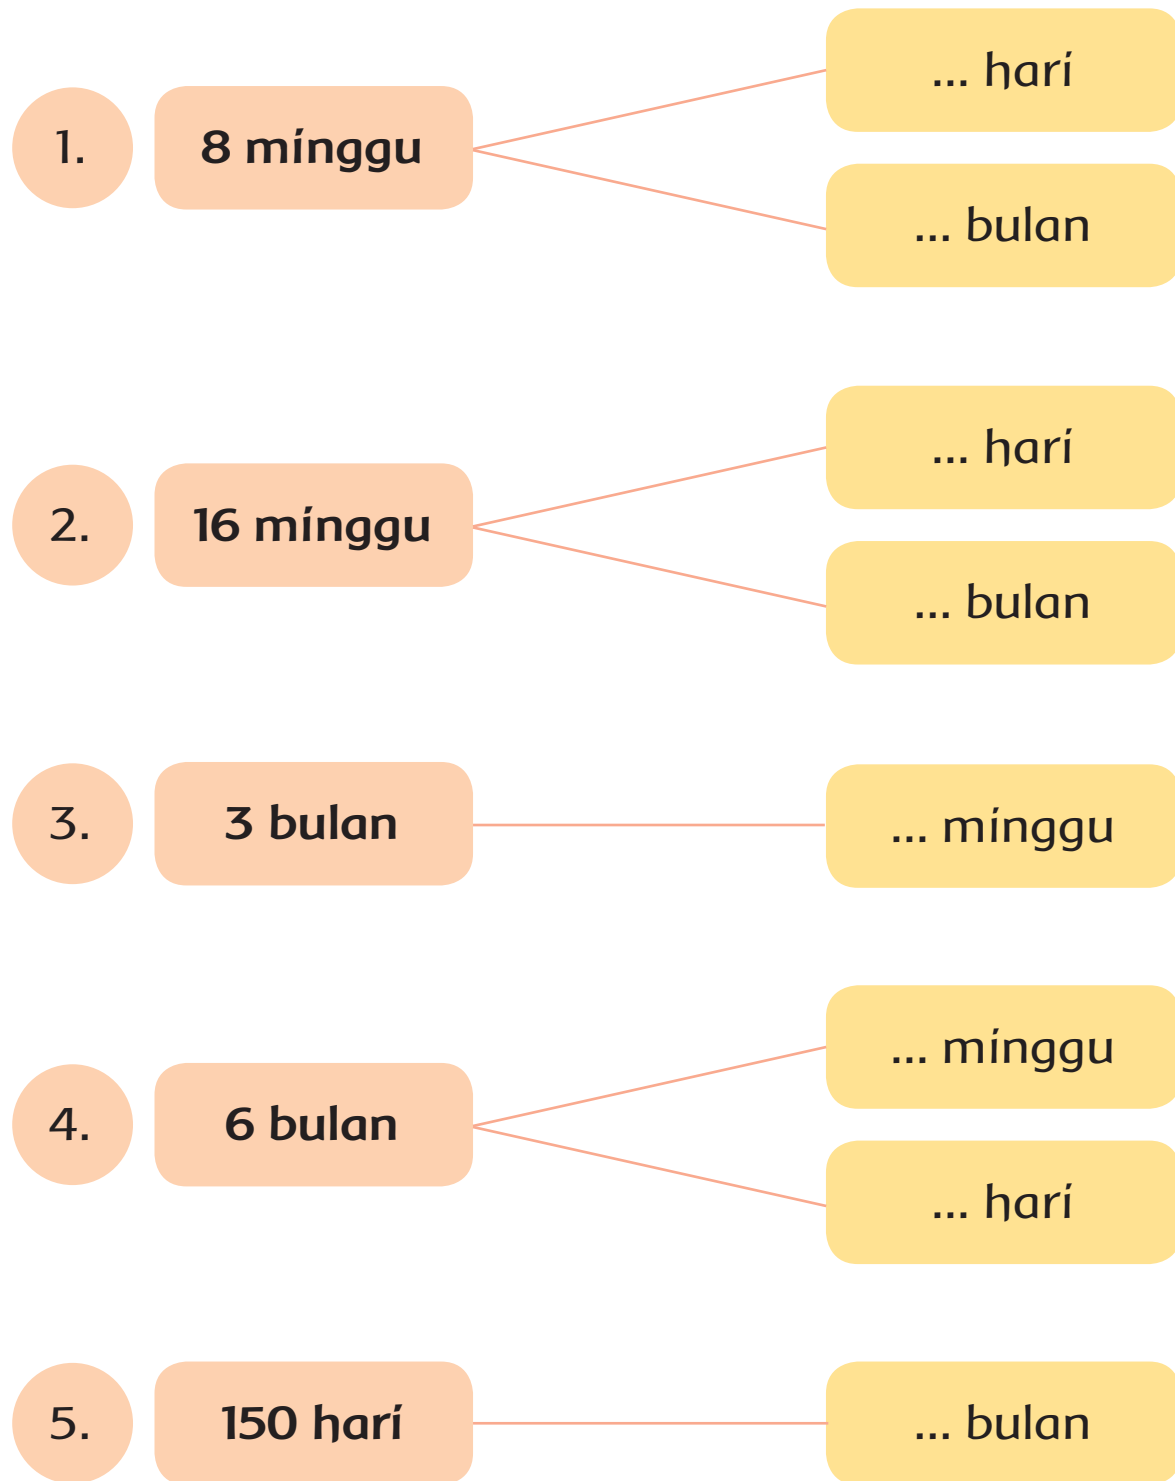 1.
8 minggu
... hari
... bulan
2.
16 minggu
... hari
... bulan
3.
3 bulan
... minggu
4.
6 bulan
... minggu
... hari
5.
150 hari
... bulan